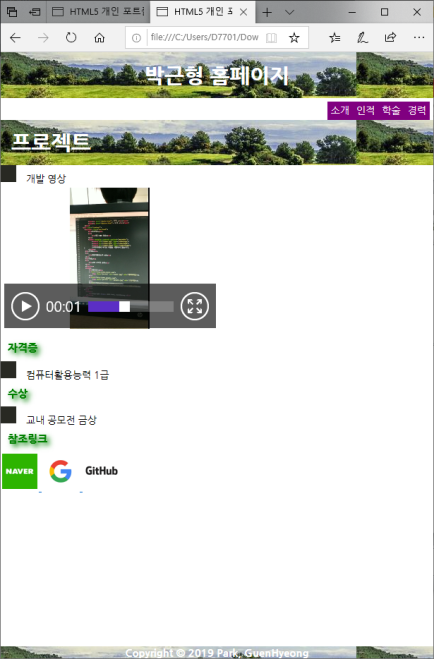 HTML5 개인 포트폴
HTML5 개인 포
file:///C:/Users/D7701/Dow
박근형 홈페이지
소개 인적 학술 경력
프로젝트
개발 영상
00:01
자격증
컴퓨터활용능력 1급
수상
교내 공모전 금상
참조링크
NAVER
GitHub
Copyright © 2019 Park, GuenHyeong